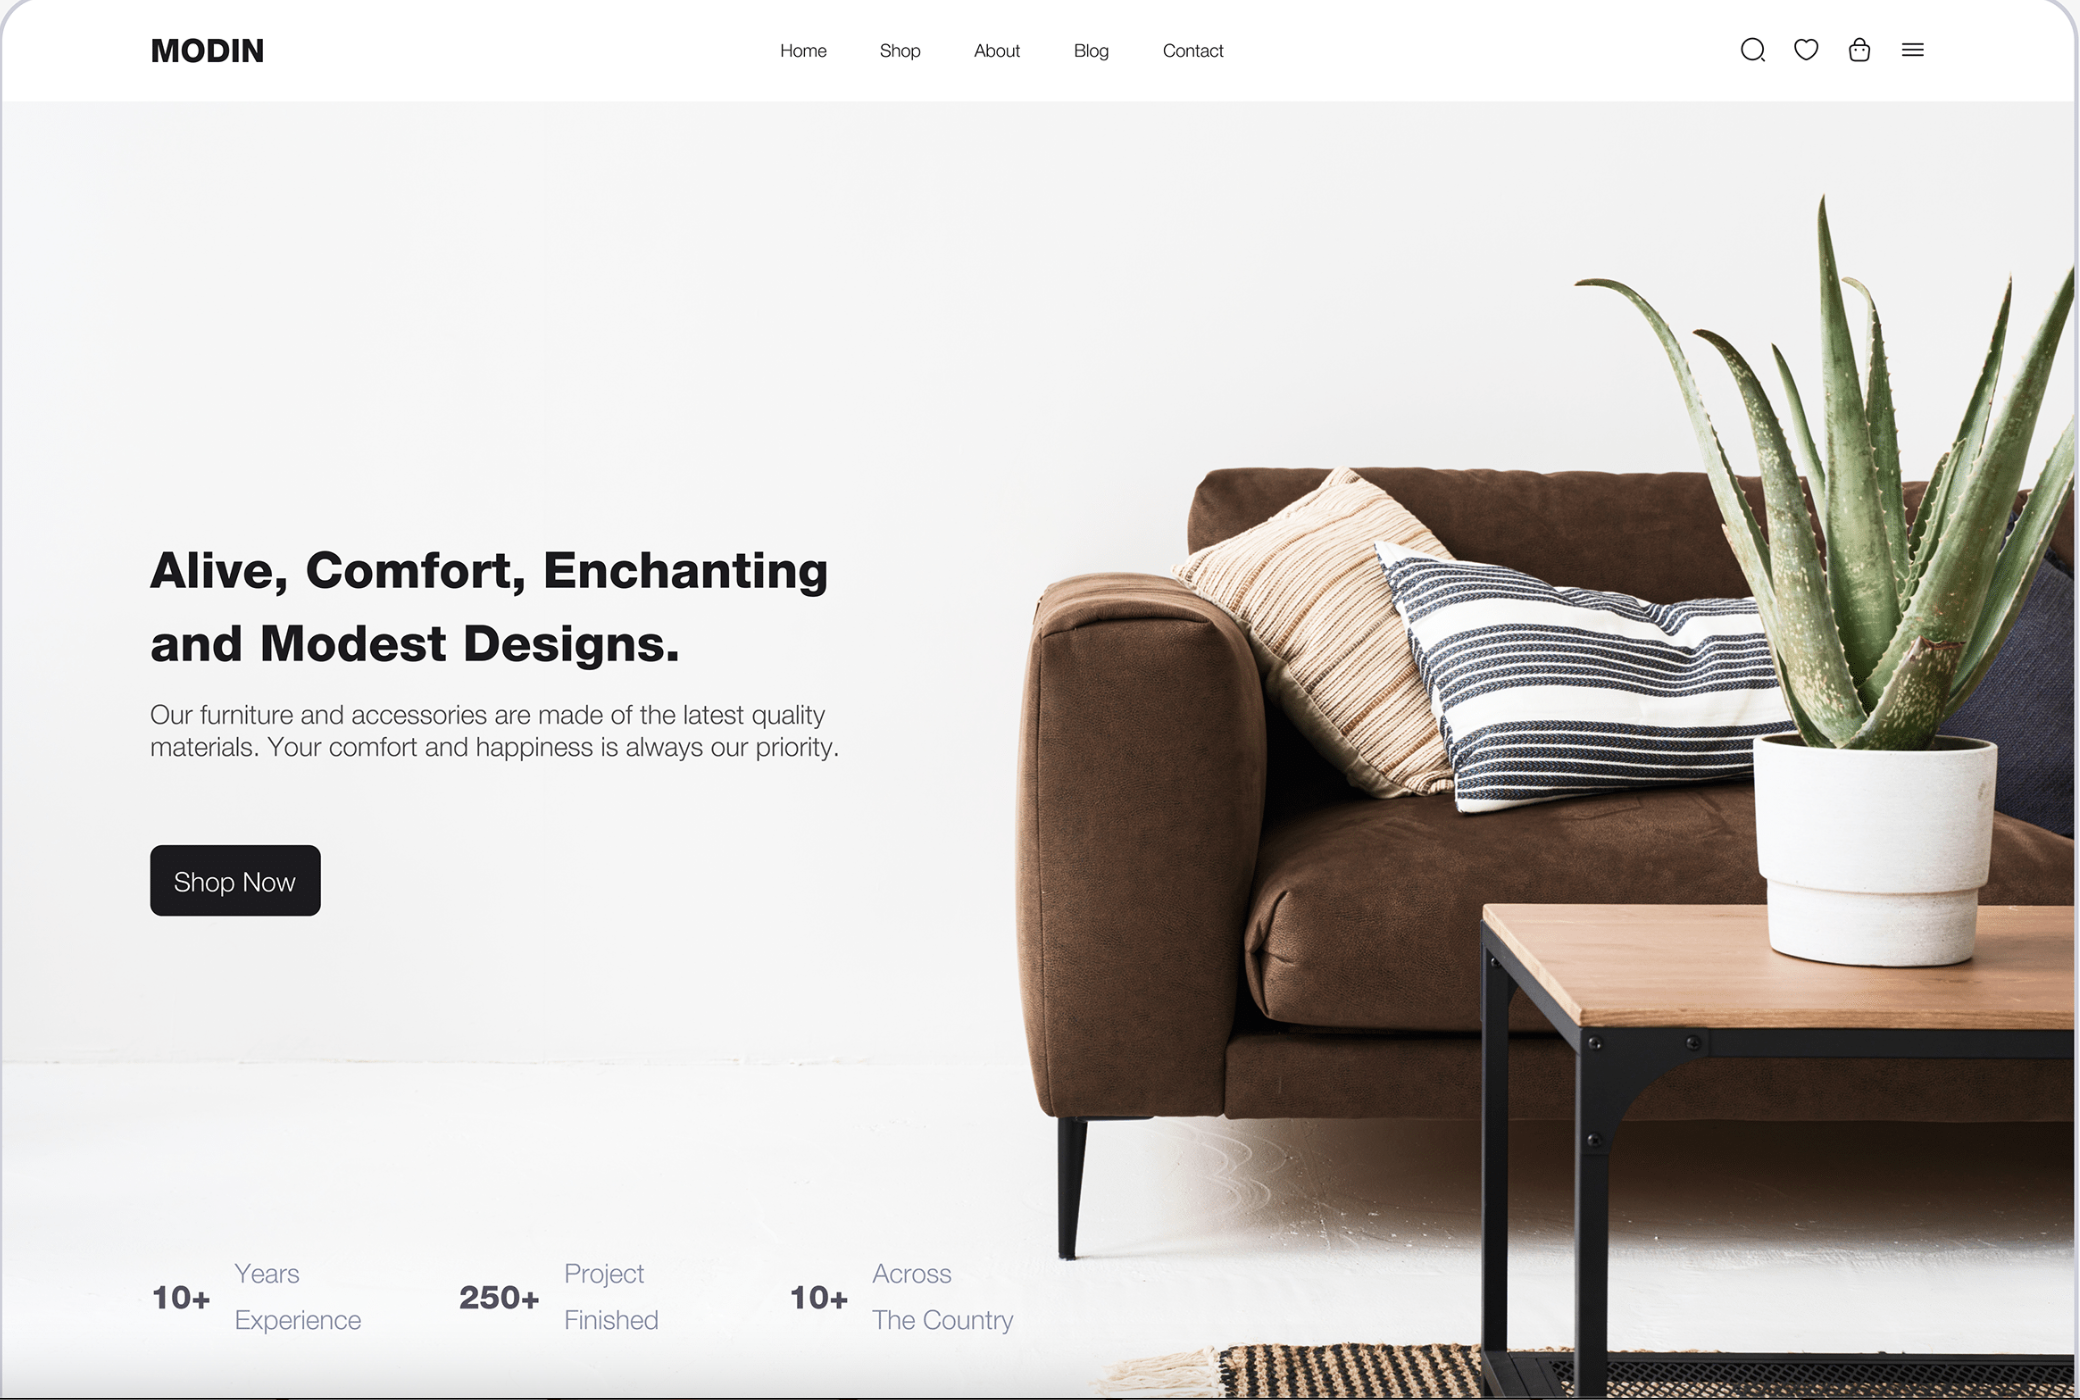 MODIN
Home Shop About Blog Contact
Alive, Comfort, Enchanting
and Modest Designs.
Our furniture and accessories are made of the latest quality
materials. Your comfort and happiness is always our priority.
Shop Now
10+ Years Experience
250+ Project Finished
10+ Across The Country